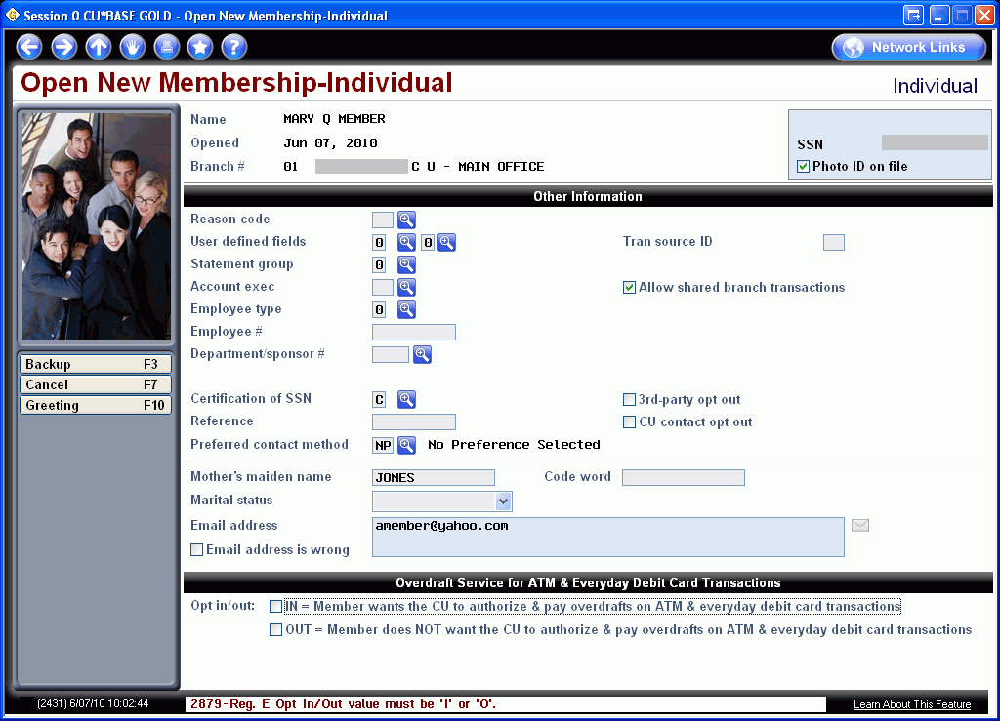 Session 0 CU*BASE GOLD - Open New Membership-Individual
Network Links
Open New Membership-Individual
Individual
Name MARY Q MEMBER
Opened Jun 07, 2010
SSN
Branch # 01 C U - MAIN OFFICE
Photo ID on file
Other Information
Reason code
User defined fields 0 0 Tran source ID
Statement group 0
Account exec Allow shared branch transactions
Employee type 0
Employee #
Department/sponsor #
Backup F3
Cancel F7
Greeting F10
Certification of SSN C 3rd-party opt out
Reference CU contact opt out
Preferred contact method NP No Preference Selected
Mother's maiden name JONES Code word
Marital status
Email address amember@yahoo.com
Email address is wrong
Overdraft Service for ATM & Everyday Debit Card Transactions
Opt in/out: IN = Member wants the CU to authorize & pay overdrafts on ATM & everyday debit card transactions
OUT = Member does NOT want the CU to authorize & pay overdrafts on ATM & everyday debit card transactions
(2431) 6/07/10 10:02:44 2879-Reg. E Opt In/Out value must be 'I' or 'O'. Learn About This Feature